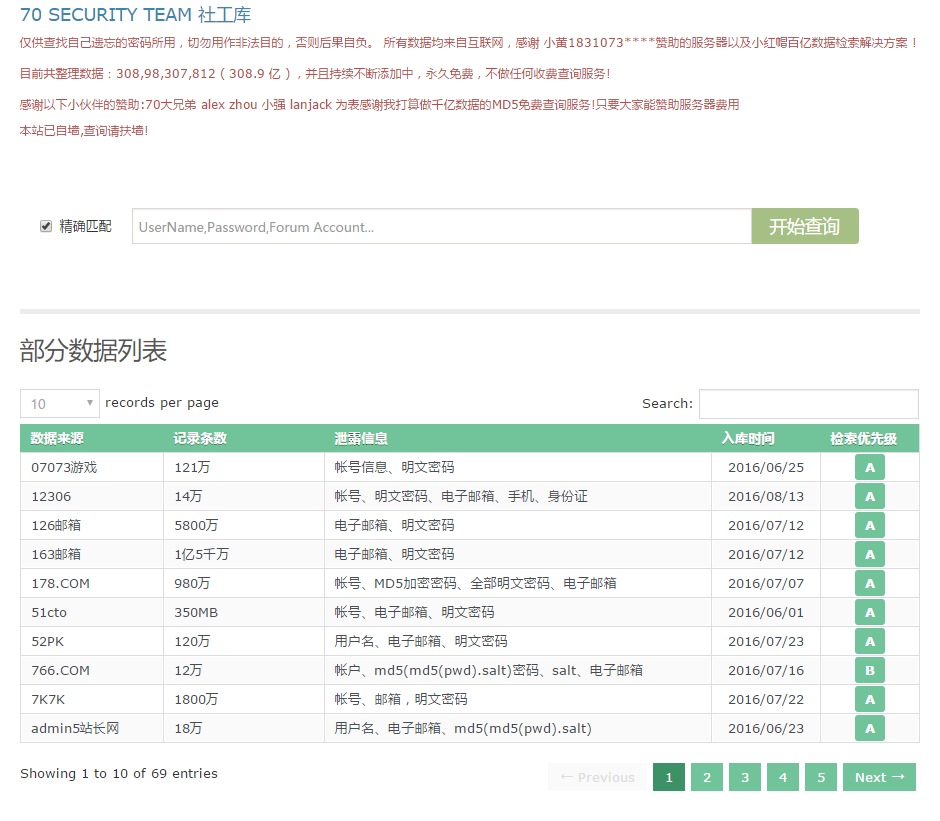 70 SECURITY TEAM 社工库
仅供查找自己遗忘的密码所用，切勿用作非法目的，否则后果自负。 所有数据均来自互联网，感谢 小黄1831073****赞助的服务器以及小红帽百亿数据检索解决方案！
目前共整理数据：308,98,307,812（308.9 亿），并且持续不断添加中，永久免费，不做任何收费查询服务!
感谢以下小伙伴的赞助:70大兄弟 alex zhou 小强 lanjack 为表感谢我打算做千亿数据的MD5免费查询服务!只要大家能赞助服务器费用
本站已自墙,查询请扶墙!
精确匹配 UserName,Password,Forum Account... 开始查询
部分数据列表
10 records per page Search:
数据来源 记录条数 泄露信息 入库时间 检索优先级
07073游戏 121万 帐号信息、明文密码 2016/06/25 A
12306 14万 帐号、明文密码、电子邮箱、手机、身份证 2016/08/13 A
126邮箱 5800万 电子邮箱、明文密码 2016/07/12 A
163邮箱 1亿5千万 电子邮箱、明文密码 2016/07/12 A
178.COM 980万 帐号、MD5加密密码、全部明文密码、电子邮箱 2016/07/07 A
51cto 350MB 帐号、电子邮箱、明文密码 2016/06/01 A
52PK 120万 用户名、电子邮箱、明文密码 2016/07/23 A
766.COM 12万 帐户、md5(md5(pwd).salt)密码、salt、电子邮箱 2016/07/16 B
7K7K 1800万 帐号、邮箱，明文密码 2016/07/22 A
admin5站长网 18万 用户名、电子邮箱、md5(md5(pwd).salt) 2016/06/23 A
Showing 1 to 10 of 69 entries ← Previous 1 2 3 4 5 Next →